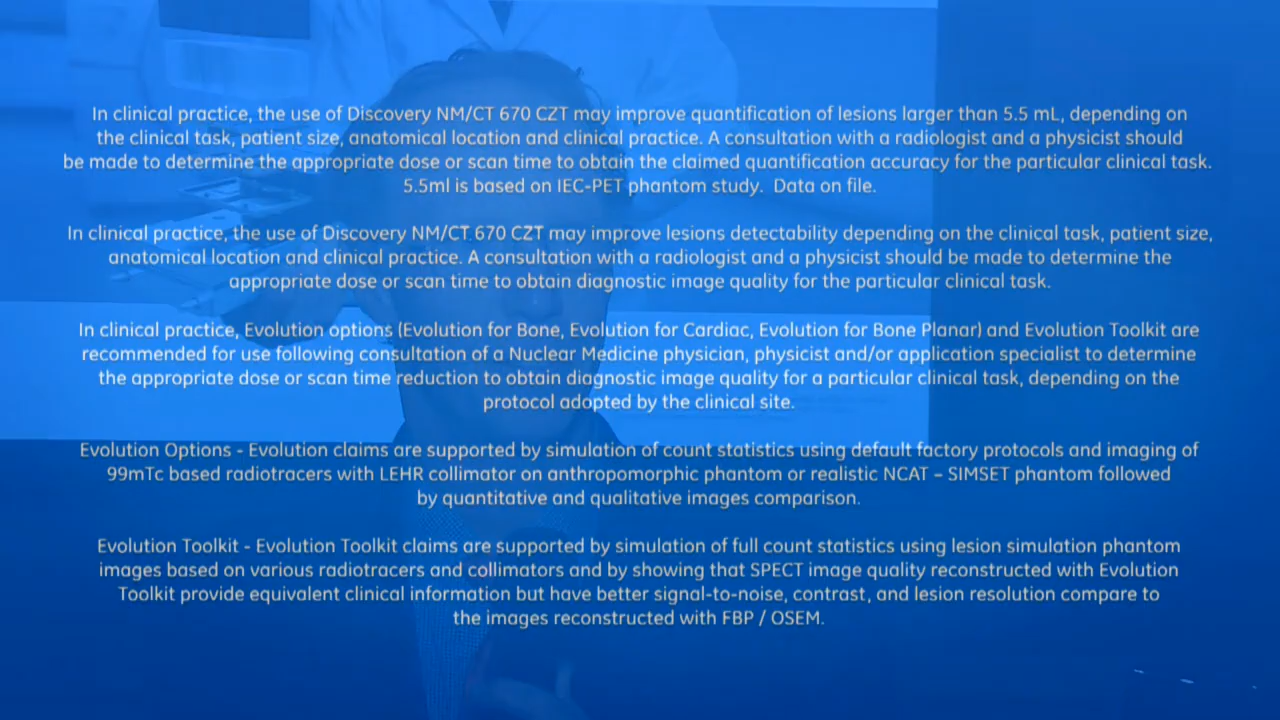 In clinical practice, the use of Discovery NM/CT 670 CZT may improve quantification of lesions larger than 5.5 mL, depending on
the clinical task, patient size, anatomical location and clinical practice. A consultation with a radiologist and a physicist should
be made to determine the appropriate dose or scan time to obtain the claimed quantification accuracy for the particular clinical task.
5.5ml is based on IEC-PET phantom study. Data on file.
In clinical practice, the use of Discovery NM/CT 670 CZT may improve lesions detectability depending on the clinical task, patient size,
anatomical location and clinical practice. A consultation with a radiologist and a physicist should be made to determine the
appropriate dose or scan time to obtain diagnostic image quality for the particular clinical task.
In clinical practice, Evolution options (Evolution for Bone, Evolution for Cardiac, Evolution for Bone Planar) and Evolution Toolkit are
recommended for use following consultation of a Nuclear Medicine physician, physicist and/or application specialist to determine
the appropriate dose or scan time reduction to obtain diagnostic image quality for a particular clinical task, depending on the
protocol adopted by the clinical site.
Evolution Options - Evolution claims are supported by simulation of count statistics using default factory protocols and imaging of
99mTc based radiotracers with LEHR collimator on anthropomorphic phantom or realistic NCAT – SIMSET phantom followed
by quantitative and qualitative images comparison.
Evolution Toolkit - Evolution Toolkit claims are supported by simulation of full count statistics using lesion simulation phantom
images based on various radiotracers and collimators and by showing that SPECT image quality reconstructed with Evolution
Toolkit provide equivalent clinical information but have better signal-to-noise, contrast, and lesion resolution compare to
the images reconstructed with FBP / OSEM.